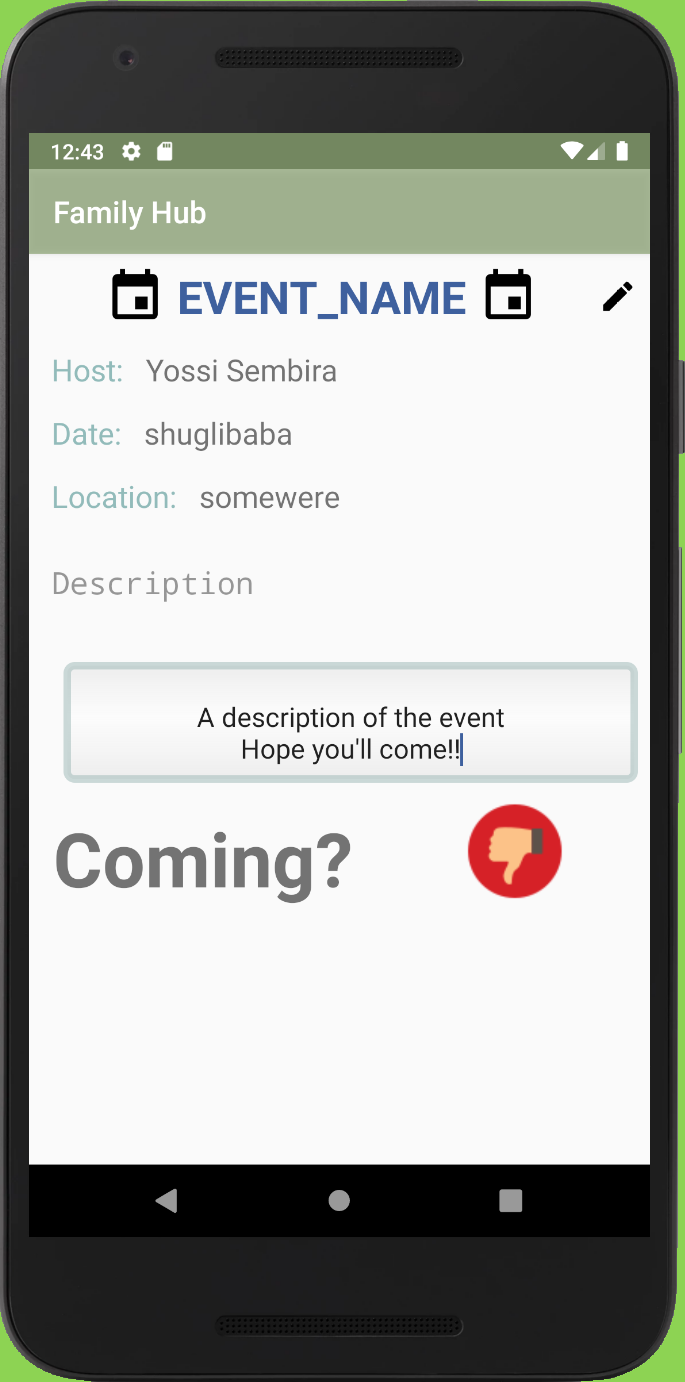 12:43
Family Hub
EVENT_NAME
Host: Yossi Sembira
Date: shuglibaba
Location: somewere
Description
A description of the event
Hope you'll come!!
Coming?